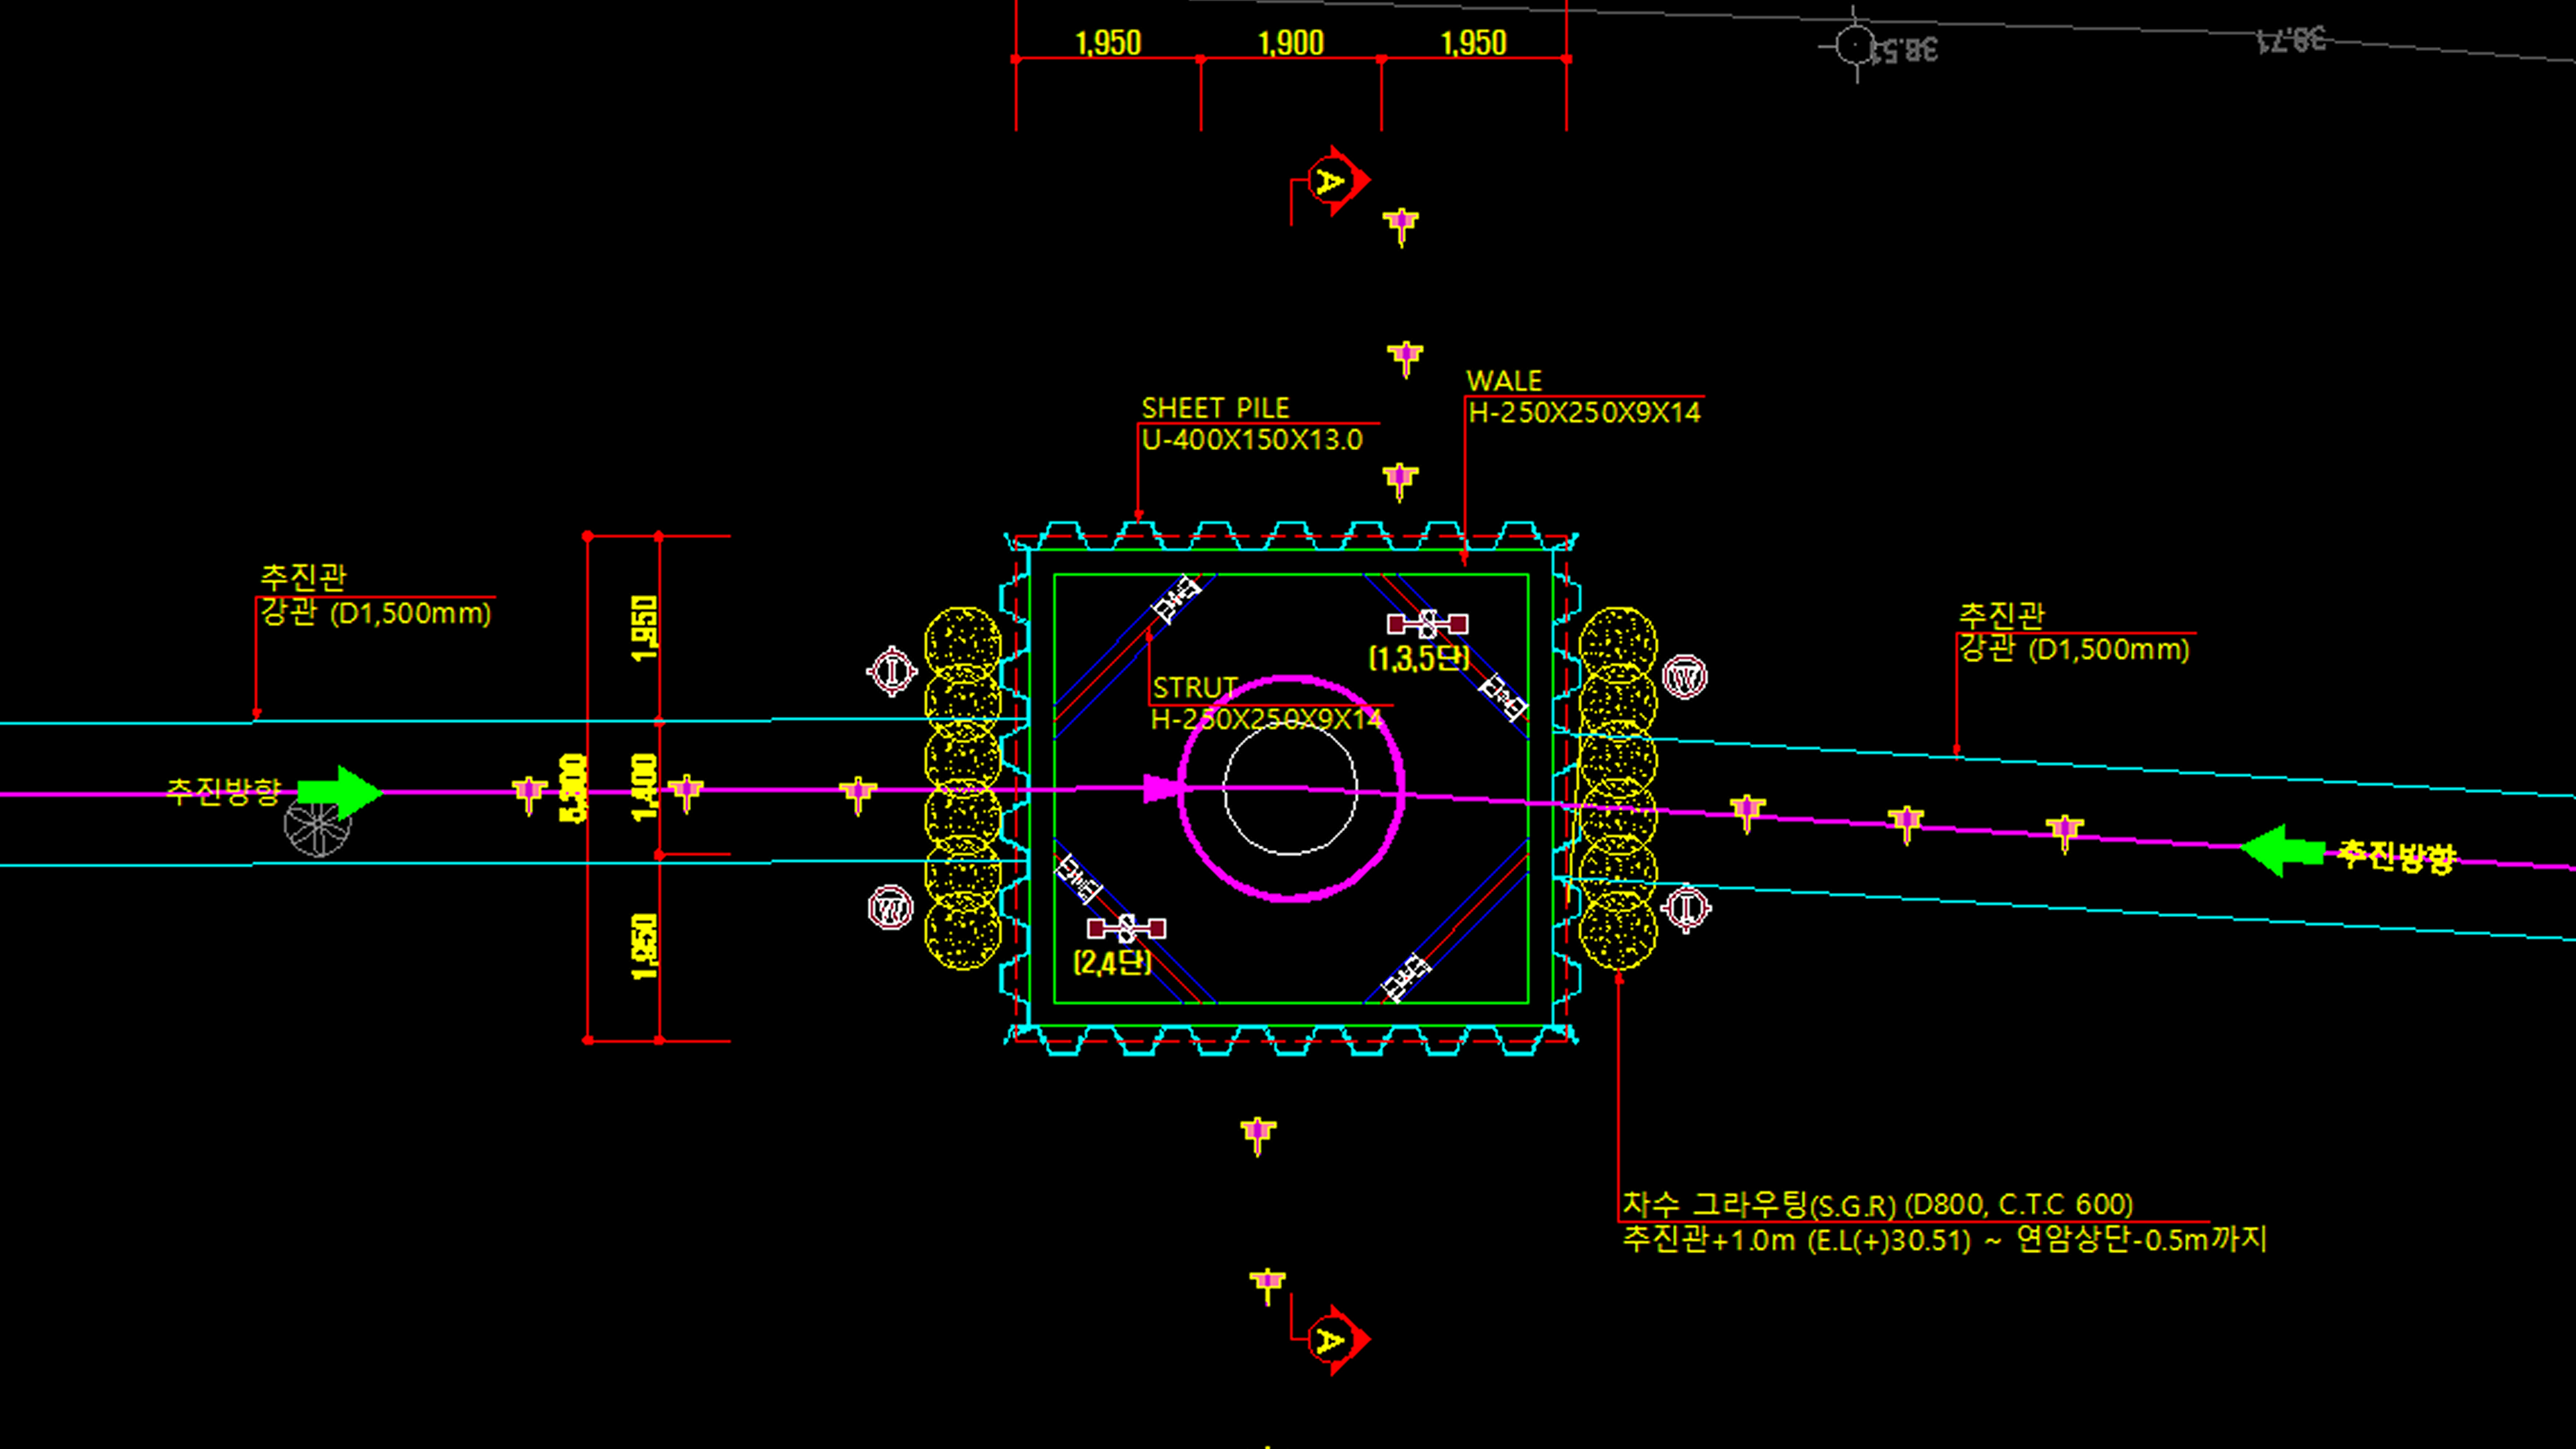 1,950
1,900
1,950
38.51
38.71
A
WALE
H-250X250X9X14
SHEET PILE
U-400X150X13.0
추진관
강관 (D1,500mm)
1,950
추진관
강관 (D1,500mm)
I
W
(1,3,5단)
STRUT
H-250X250X9X14
추진방향
5,300
1,400
추진방향
W
I
1,950
(2,4단)
차수 그라우팅(S.G.R) (D800, C.T.C 600)
추진관+1.0m (E.L(+)30.51) ~ 연암상단-0.5m까지
A